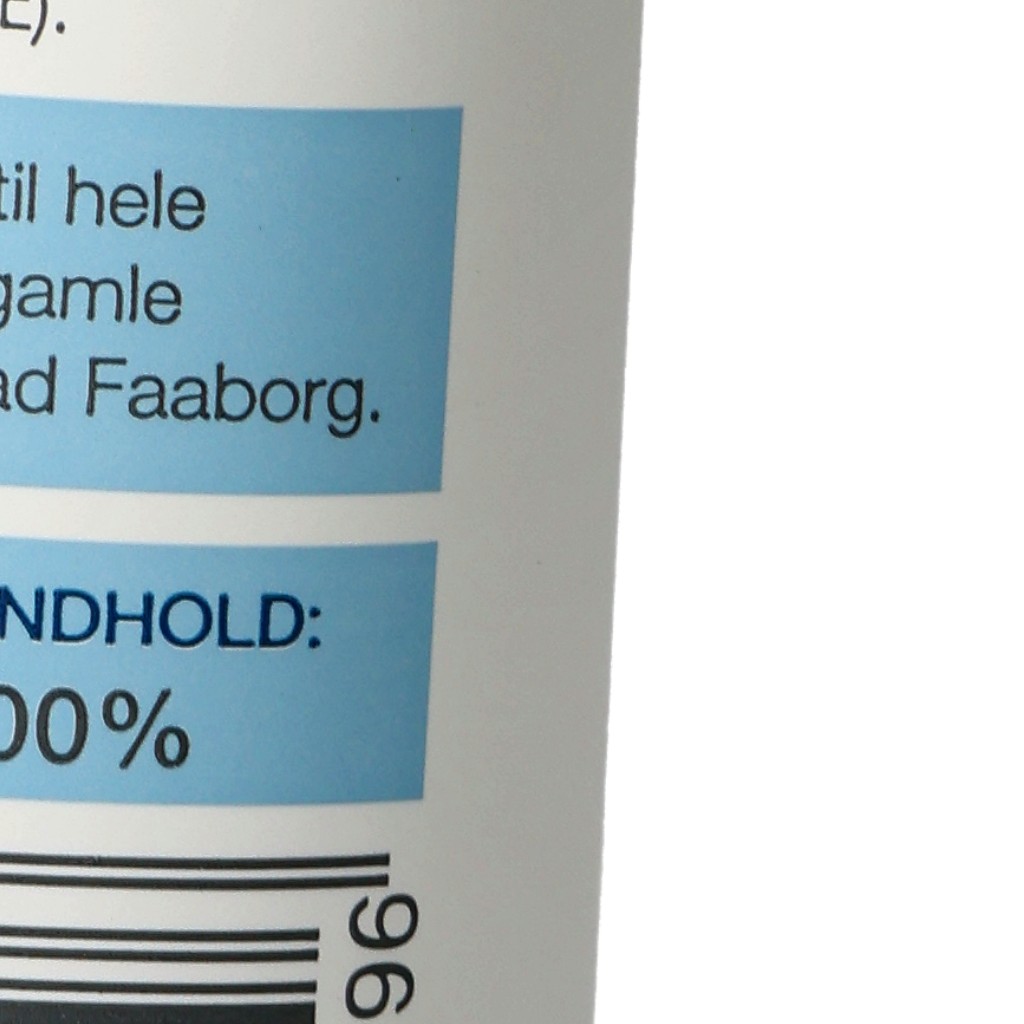 E).
til hele
gamle
ad Faaborg.
NDHOLD:
00%
96